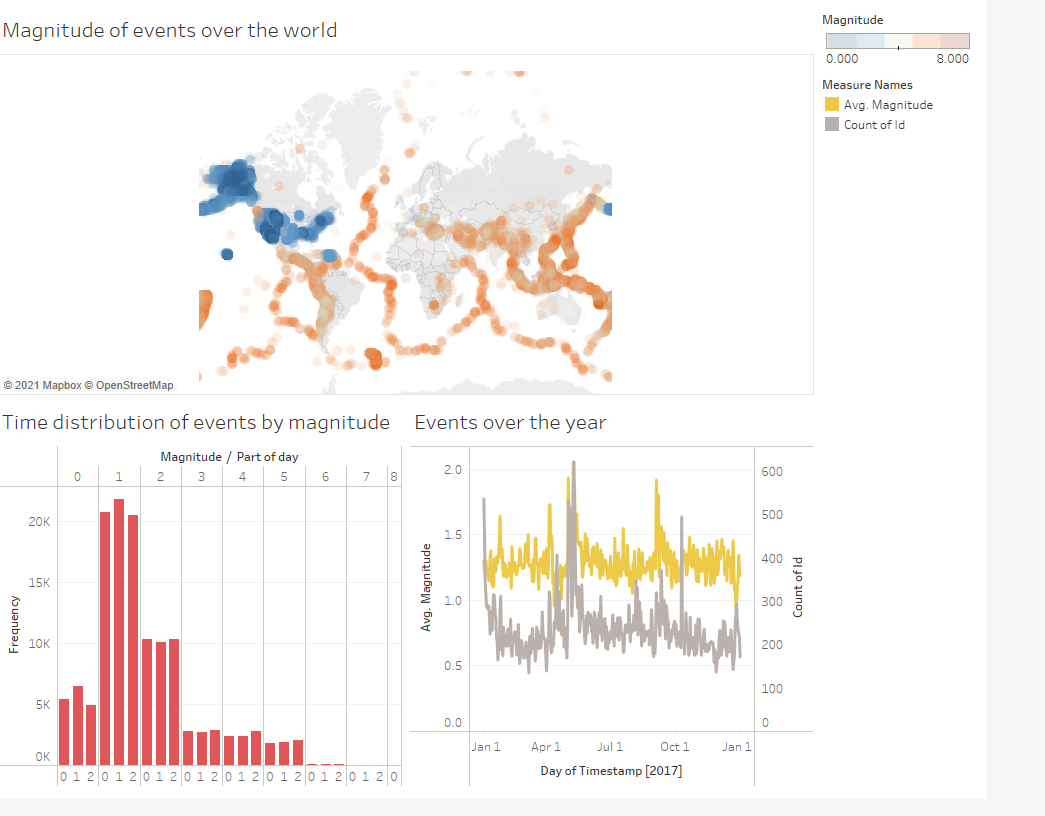 Magnitude of events over the world
© 2021 Mapbox © OpenStreetMap
Magnitude
0.000 8.000
Measure Names
Avg. Magnitude
Count of Id
Time distribution of events by magnitude
Magnitude / Part of day
0 1 2 3 4 5 6 7 8
Frequency
20K
15K
10K
5K
0K
0 1 2 0 1 2 0 1 2 0 1 2 0 1 2 0 1 2 0 1 2 0 1 2 0
Events over the year
Avg. Magnitude
2.0
1.5
1.0
0.5
0.0
Count of Id
600
500
400
300
200
100
0
Jan 1 Apr 1 Jul 1 Oct 1 Jan 1
Day of Timestamp [2017]